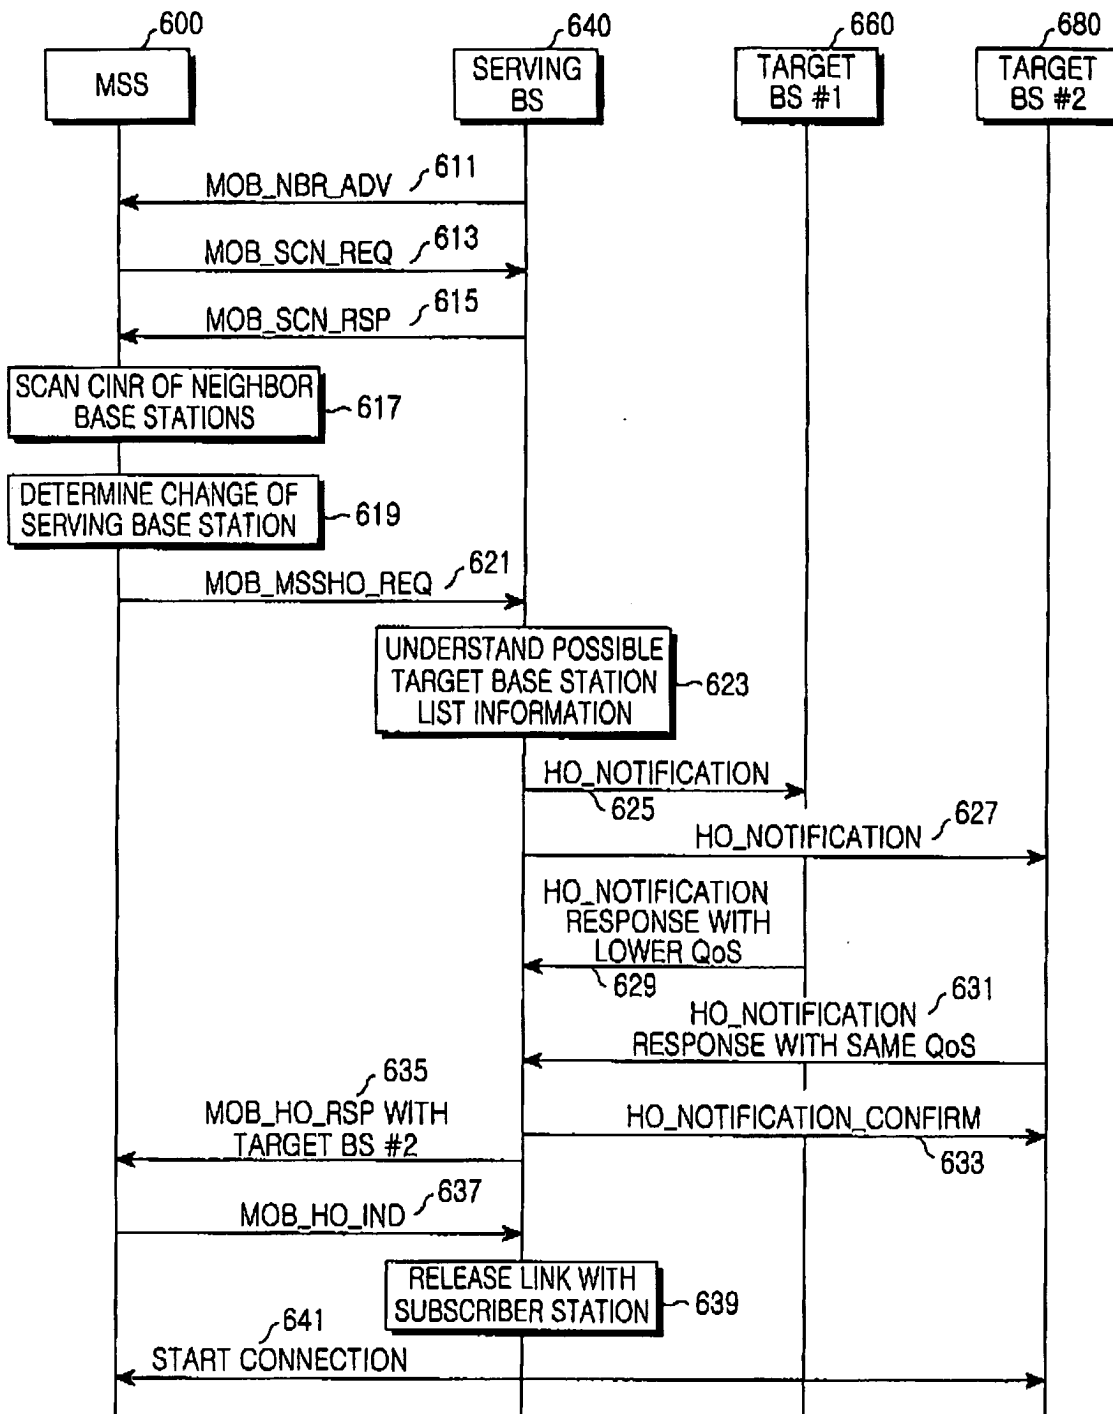 600
640
660
680
MSS
SERVING
BS
TARGET
BS #1
TARGET
BS #2
611
MOB_NBR_ADV
613
MOB_SCN_REQ
615
MOB_SCN_RSP
SCAN CINR OF NEIGHBOR
BASE STATIONS
617
DETERMINE CHANGE OF
SERVING BASE STATION
619
621
MOB_MSSHO_REQ
UNDERSTAND POSSIBLE
TARGET BASE STATION
LIST INFORMATION
623
HO_NOTIFICATION
625
627
HO_NOTIFICATION
HO_NOTIFICATION
RESPONSE WITH
LOWER QoS
629
631
HO_NOTIFICATION
RESPONSE WITH SAME QoS
635
MOB_HO_RSP WITH
TARGET BS #2
HO_NOTIFICATION_CONFIRM
633
637
MOB_HO_IND
RELEASE LINK WITH
SUBSCRIBER STATION
639
641
START CONNECTION